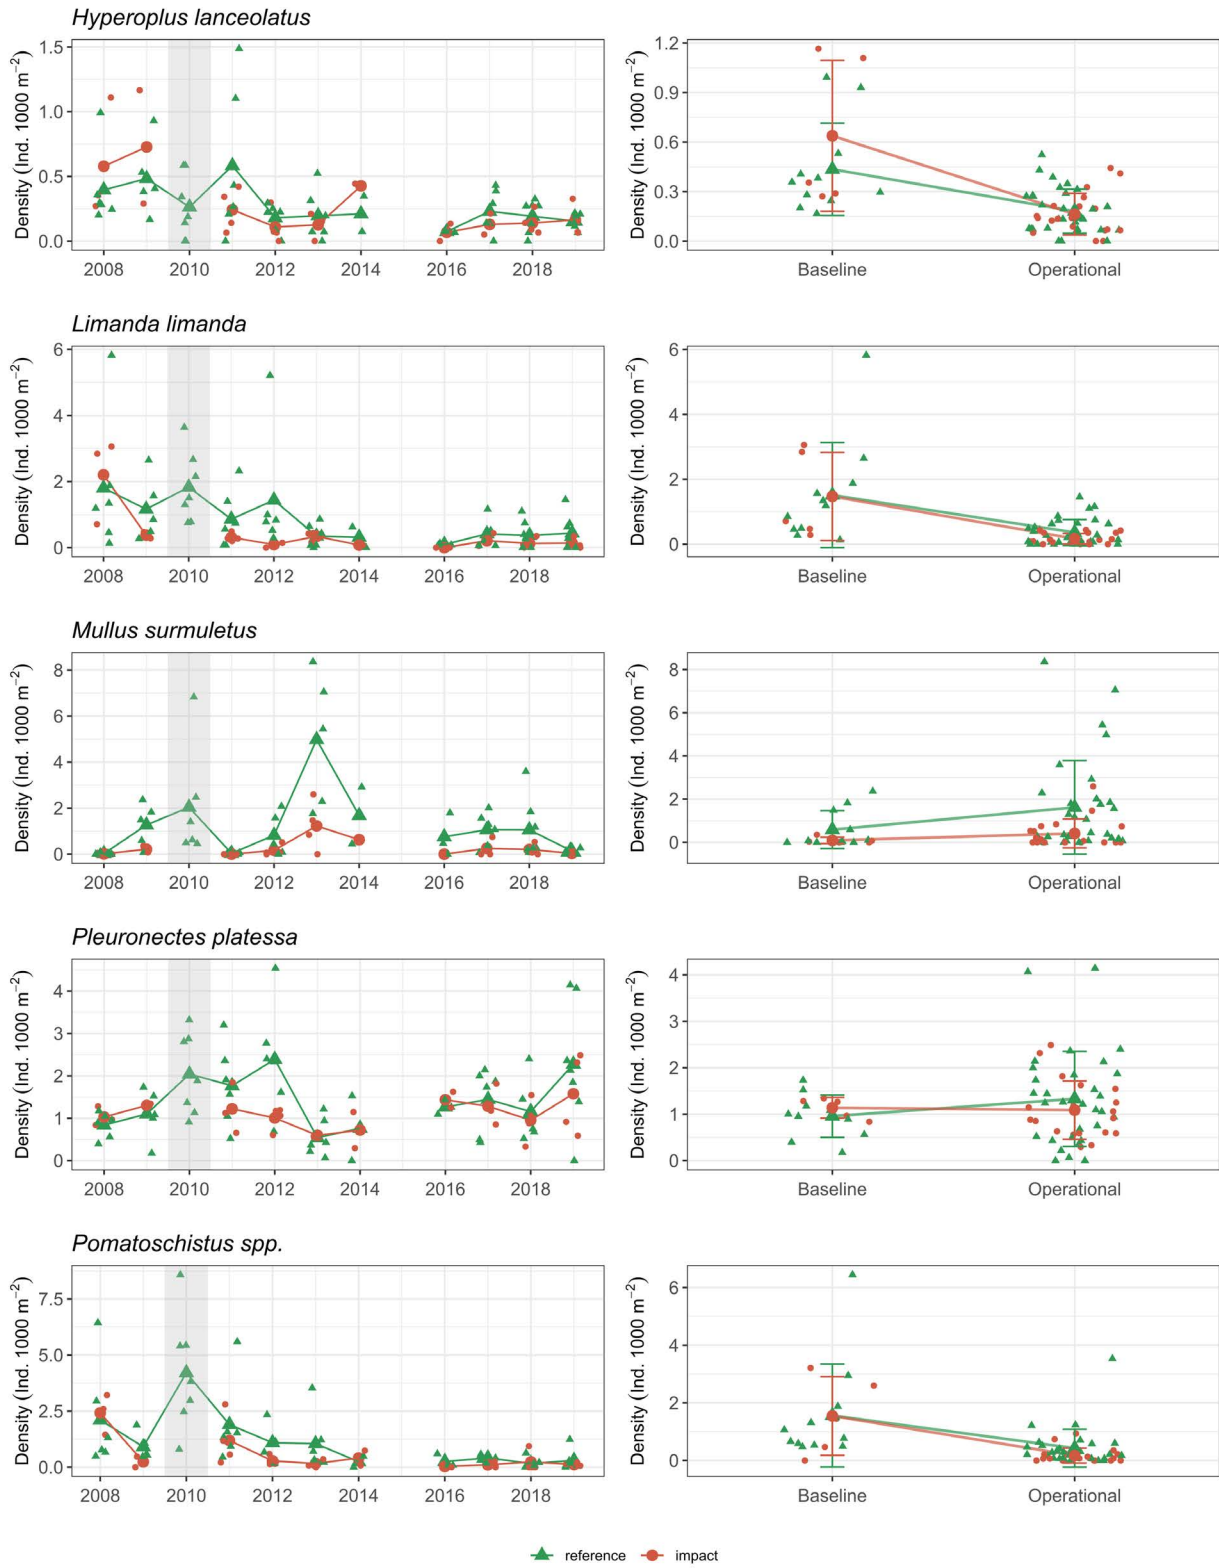 Hyperoplus lanceolatus
Density (Ind. 1000 m⁻²)
1.5
1.0
0.5
0.0
2008 2010 2012 2014 2016 2018
Density (Ind. 1000 m⁻²)
1.2
0.9
0.6
0.3
0.0
Baseline Operational
Limanda limanda
Density (Ind. 1000 m⁻²)
6
4
2
0
2008 2010 2012 2014 2016 2018
Density (Ind. 1000 m⁻²)
6
4
2
0
Baseline Operational
Mullus surmuletus
Density (Ind. 1000 m⁻²)
8
6
4
2
0
2008 2010 2012 2014 2016 2018
Density (Ind. 1000 m⁻²)
8
6
4
2
0
Baseline Operational
Pleuronectes platessa
Density (Ind. 1000 m⁻²)
4
3
2
1
0
2008 2010 2012 2014 2016 2018
Density (Ind. 1000 m⁻²)
4
3
2
1
0
Baseline Operational
Pomatoschistus spp.
Density (Ind. 1000 m⁻²)
7.5
5.0
2.5
0.0
2008 2010 2012 2014 2016 2018
Density (Ind. 1000 m⁻²)
6
4
2
0
Baseline Operational
reference impact